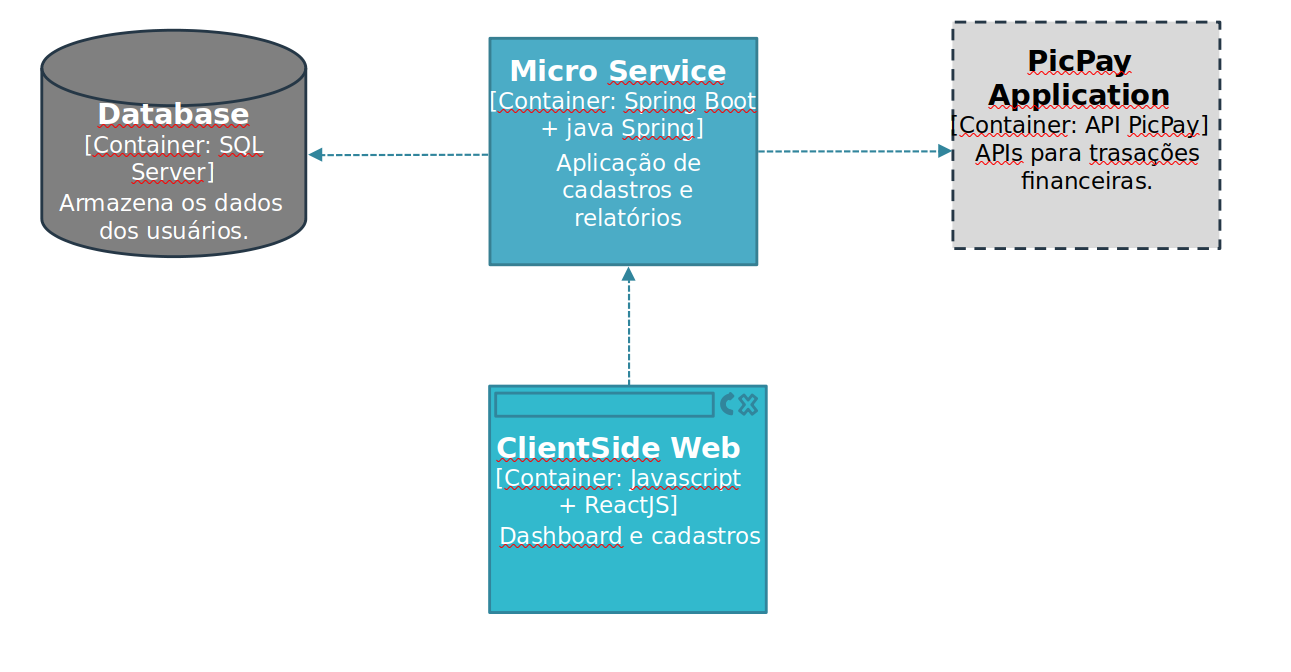 Database
[Container: SQL
Server]
Armazena os dados
dos usuários.
Micro Service
[Container: Spring Boot
+ java Spring]
Aplicação de
cadastros e
relatórios
PicPay
Application
[Container: API PicPay]
APIs para trasações
financeiras.
ClientSide Web
[Container: Javascript
+ ReactJS]
Dashboard e cadastros